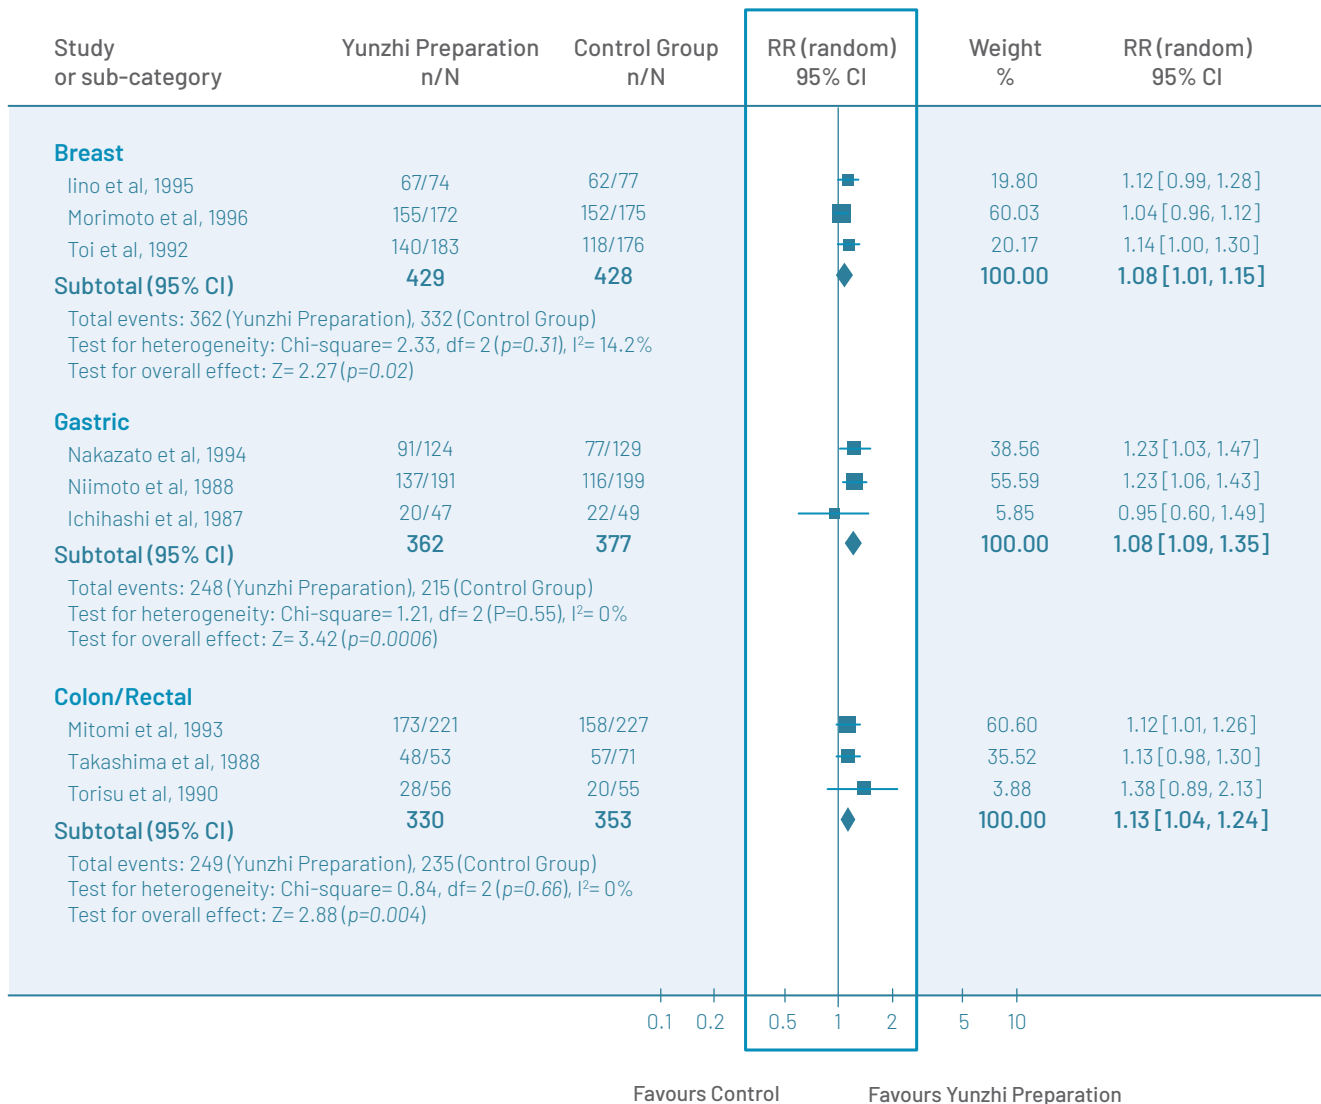 Study or sub-category Yunzhi Preparation n/N Control Group n/N RR (random) 95% CI Weight % RR (random) 95% CI
Breast
Iino et al, 1995 67/74 62/77 19.80 1.12 [0.99, 1.28]
Morimoto et al, 1996 155/172 152/175 60.03 1.04 [0.96, 1.12]
Toi et al, 1992 140/183 118/176 20.17 1.14 [1.00, 1.30]
Subtotal (95% CI) 429 428 100.00 1.08 [1.01, 1.15]
Total events: 362 (Yunzhi Preparation), 332 (Control Group)
Test for heterogeneity: Chi-square= 2.33, df= 2 (p=0.31), I²= 14.2%
Test for overall effect: Z= 2.27 (p=0.02)
Gastric
Nakazato et al, 1994 91/124 77/129 38.56 1.23 [1.03, 1.47]
Niimoto et al, 1988 137/191 116/199 55.59 1.23 [1.06, 1.43]
Ichihashi et al, 1987 20/47 22/49 5.85 0.95 [0.60, 1.49]
Subtotal (95% CI) 362 377 100.00 1.08 [1.09, 1.35]
Total events: 248 (Yunzhi Preparation), 215 (Control Group)
Test for heterogeneity: Chi-square= 1.21, df= 2 (P=0.55), I²= 0%
Test for overall effect: Z= 3.42 (p=0.0006)
Colon/Rectal
Mitomi et al, 1993 173/221 158/227 60.60 1.12 [1.01, 1.26]
Takashima et al, 1988 48/53 57/71 35.52 1.13 [0.98, 1.30]
Torisu et al, 1990 28/56 20/55 3.88 1.38 [0.89, 2.13]
Subtotal (95% CI) 330 353 100.00 1.13 [1.04, 1.24]
Total events: 249 (Yunzhi Preparation), 235 (Control Group)
Test for heterogeneity: Chi-square= 0.84, df= 2 (p=0.66), I²= 0%
Test for overall effect: Z= 2.88 (p=0.004)
0.1 0.2 0.5 1 2 5 10
Favours Control Favours Yunzhi Preparation